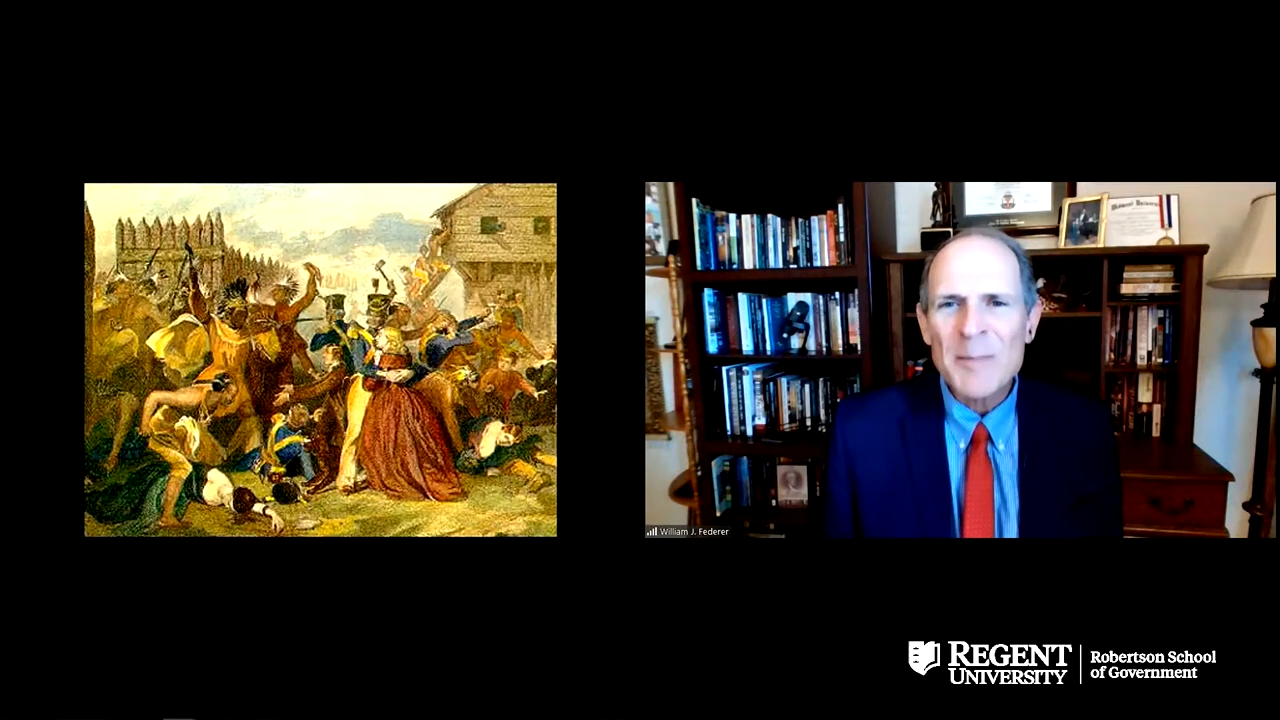 William J. Federer
REGENT
UNIVERSITY
Robertson School
of Government